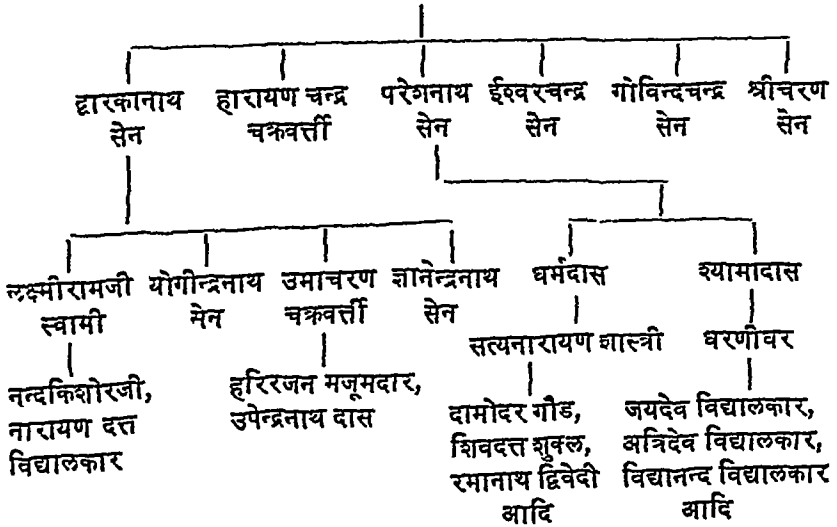 द्वारकानाथ हारायण चन्द्र परेशनाथ ईश्वरचन्द्र गोविन्दचन्द्र श्रीचरण
सेन चक्रवर्त्ती सेन सेन सेन सेन
लक्ष्मीरामजी योगीन्द्रनाथ उमाचरण ज्ञानेन्द्रनाथ धर्मदास श्यामादास
स्वामी सेन चक्रवर्त्ती सेन
सत्यनारायण शास्त्री धरणीवर
नन्दकिशोरजी, हरिरजन मजूमदार, दामोदर गौड, जयदेव विद्यालकार,
नारायण दत्त उपेन्द्रनाथ दास शिवदत्त शुक्ल, अत्रिदेव विद्यालकार,
विद्यालकार रमानाथ द्विवेदी विद्यानन्द विद्यालकार
आदि आदि